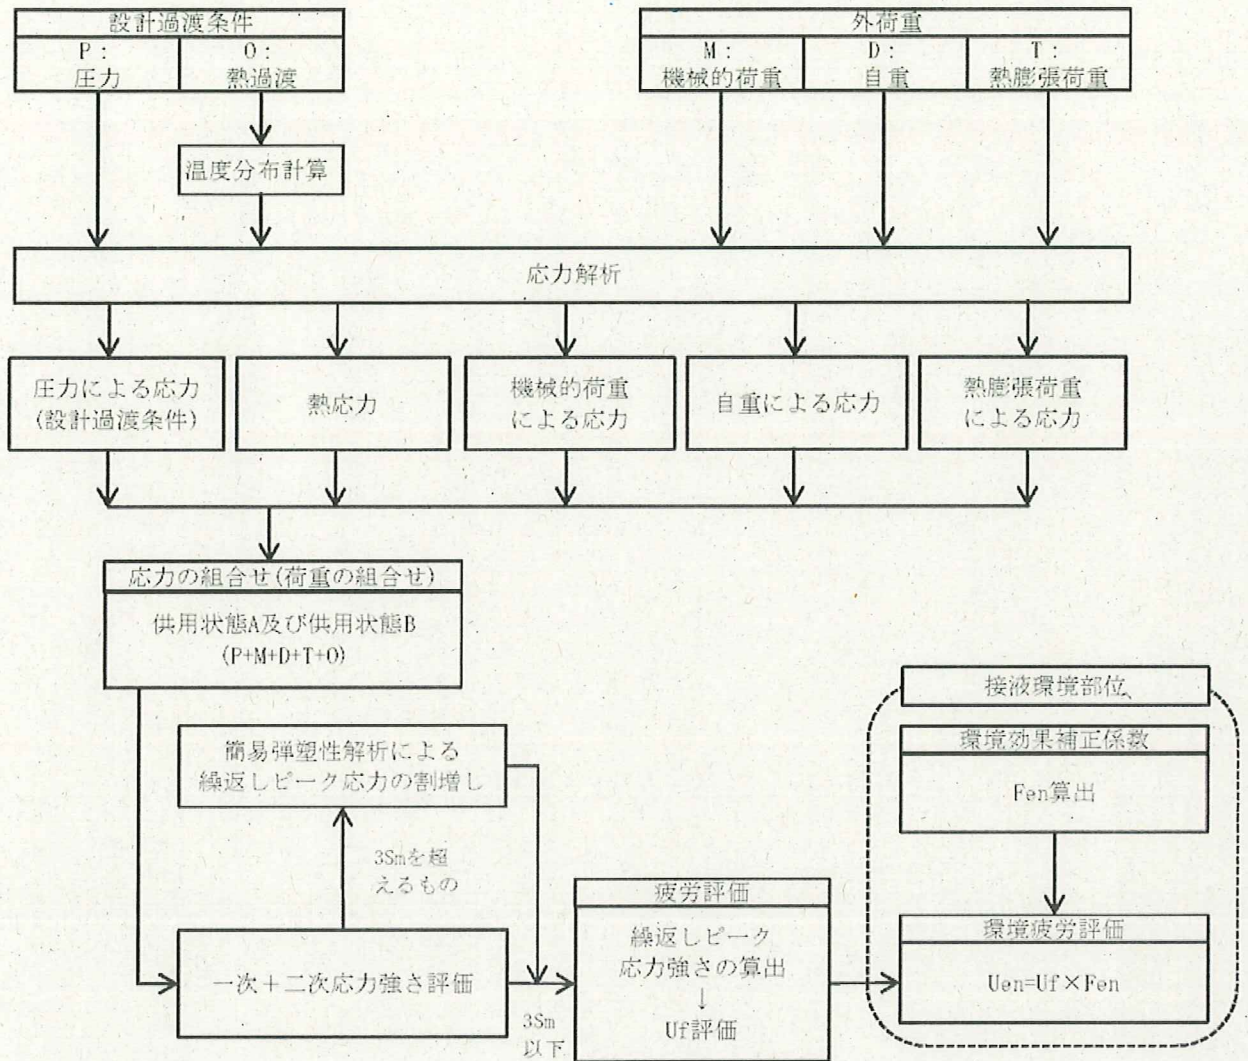 設計過渡条件
P:
圧力
O:
熱過渡
外荷重
M:
機械的荷重
D:
自重
T:
熱膨張荷重
温度分布計算
応力解析
圧力による応力
(設計過渡条件)
熱応力
機械的荷重
による応力
自重による応力
熱膨張荷重
による応力
応力の組合せ(荷重の組合せ)
供用状態A及び供用状態B
(P+M+D+T+O)
簡易弾塑性解析による
繰返しピーク応力の割増し
3Smを超
えるもの
一次+二次応力強さ評価
3Sm
以下
疲労評価
繰返しピーク
応力強さの算出
↓
Uf評価
接液環境部位
環境効果補正係数
Fen算出
環境疲労評価
Uen=Uf×Fen